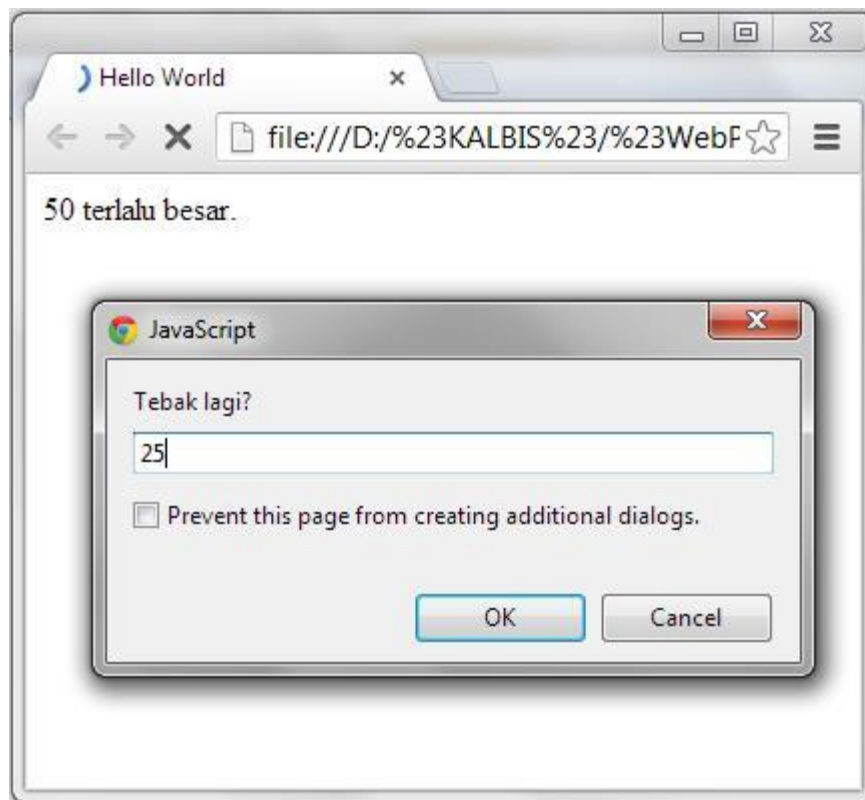 Hello World
file:///D:/%23KALBIS%23/%23WebP
50 terlalu besar.
JavaScript
Tebak lagi?
25
Prevent this page from creating additional dialogs.
OK Cancel